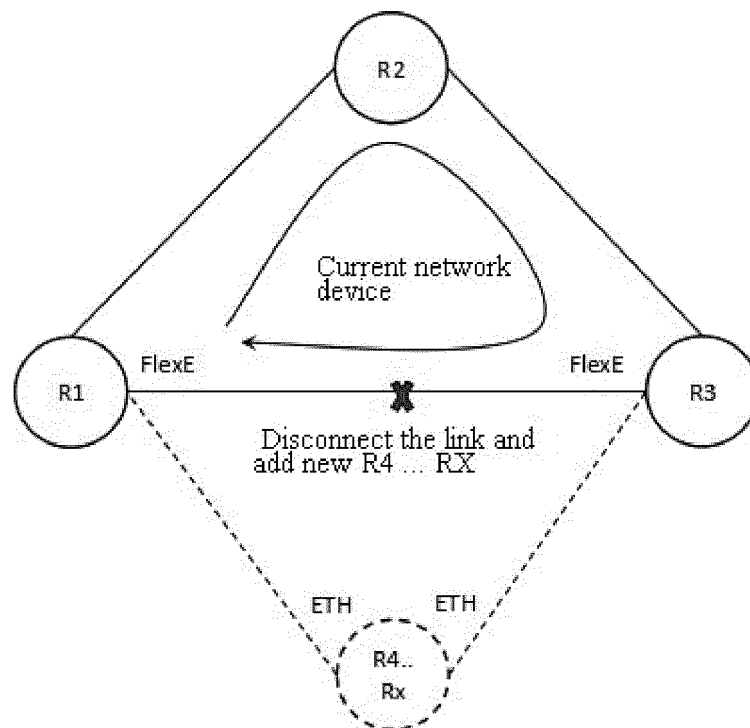 R2
Current network
device
FlexE
FlexE
R1
R3
Disconnect the link and
add new R4 ... RX
ETH
ETH
R4..
Rx